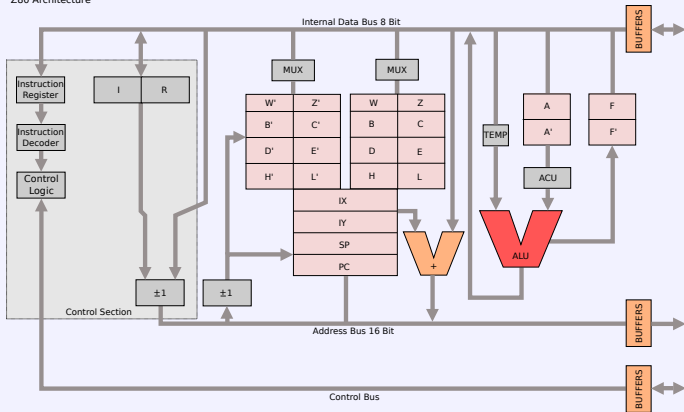 Z80 Architecture
Internal Data Bus 8 Bit
BUFFERS
MUX
MUX
Instruction
Register
I
R
W'
Z'
W
Z
A
F
B'
C'
B
C
Instruction
Decoder
TEMP
A'
F'
D'
E'
D
E
Control
Logic
H'
L'
H
L
ACU
IX
IY
SP
PC
+
ALU
±1
±1
Control Section
Address Bus 16 Bit
BUFFERS
Control Bus
BUFFERS